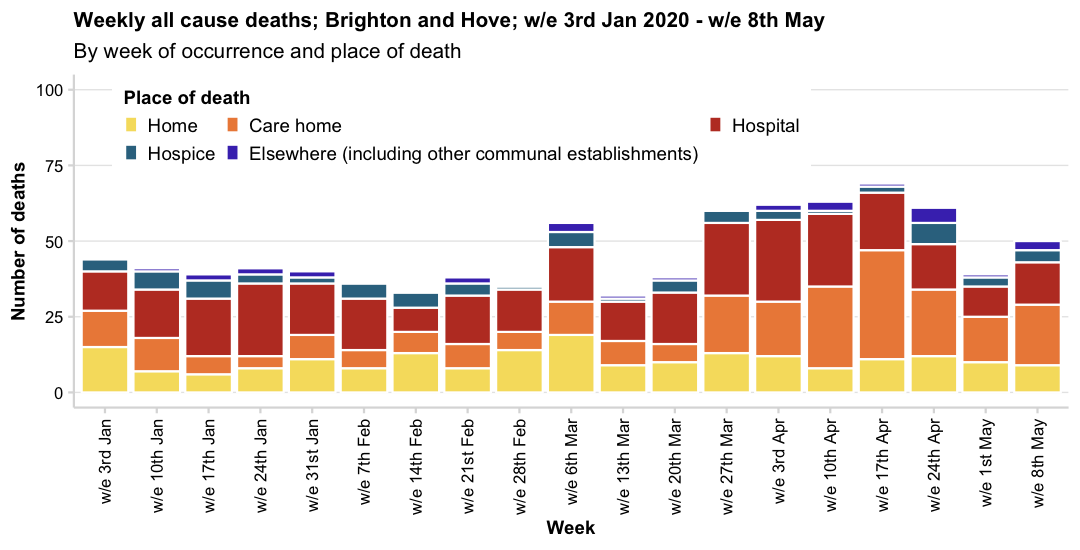 Weekly all cause deaths; Brighton and Hove; w/e 3rd Jan 2020 - w/e 8th May
By week of occurrence and place of death
Number of deaths
100
75
50
25
0
Place of death
Home
Care home
Hospital
Hospice
Elsewhere (including other communal establishments)
w/e 3rd Jan
w/e 10th Jan
w/e 17th Jan
w/e 24th Jan
w/e 31st Jan
w/e 7th Feb
w/e 14th Feb
w/e 21st Feb
w/e 28th Feb
w/e 6th Mar
w/e 13th Mar
w/e 20th Mar
w/e 27th Mar
w/e 3rd Apr
w/e 10th Apr
w/e 17th Apr
w/e 24th Apr
w/e 1st May
w/e 8th May
Week